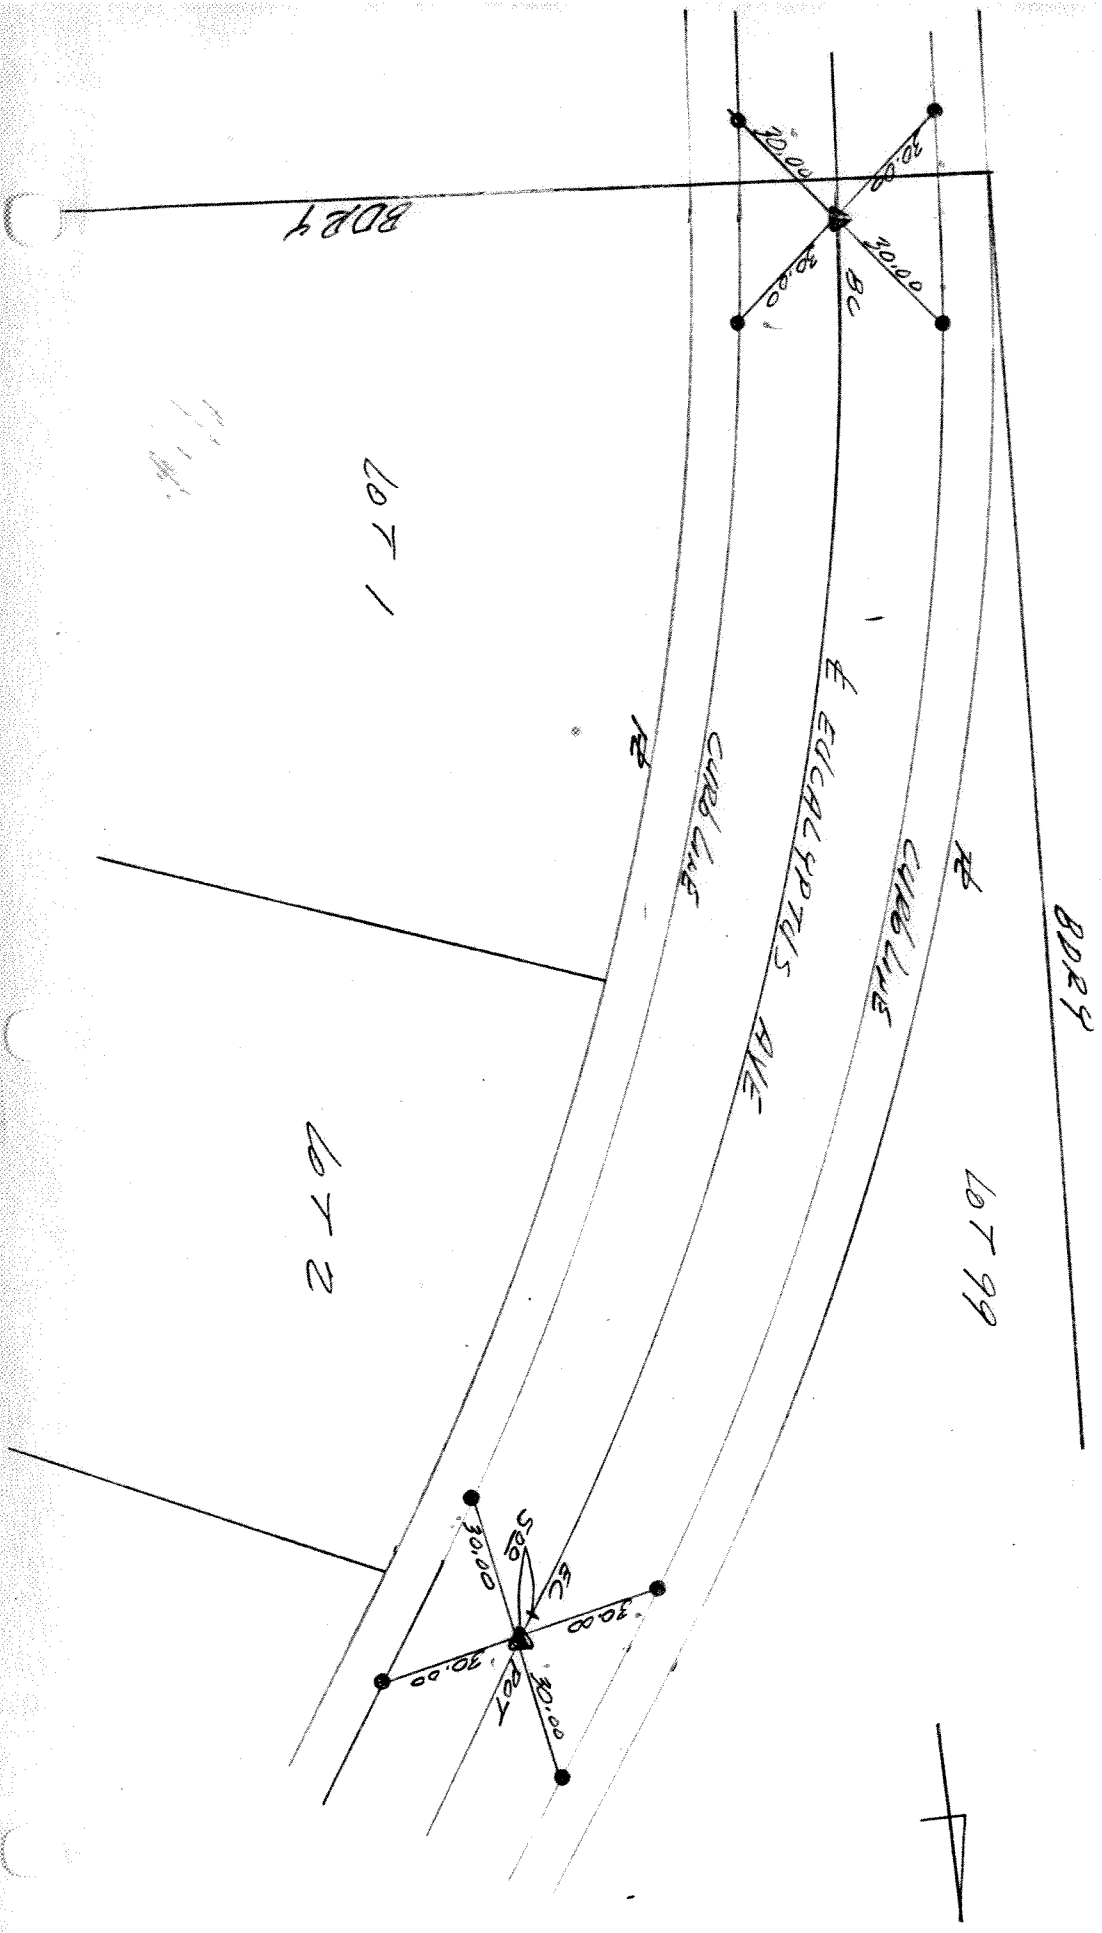 BDRY
30.00
30.00
30.00
30.00
BC
LOT 1
℄ EUCALYPTUS AVE
CURB LINE
CURB LINE
BDRY
LOT 2
LOT 99
30.00
5.00
EC
30.00
30.00
POT
30.00